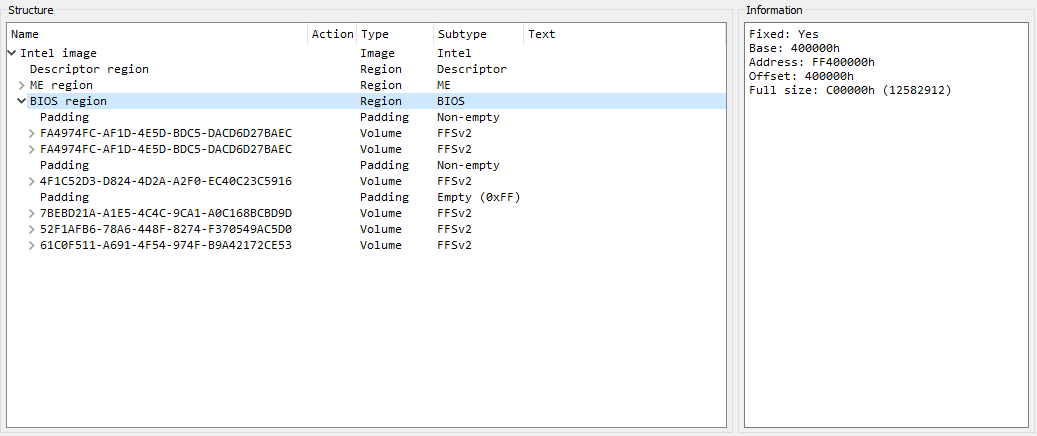 Structure
Name Action Type Subtype Text
Intel image Image Intel
Descriptor region Region Descriptor
ME region Region ME
BIOS region Region BIOS
Padding Padding Non-empty
FA4974FC-AF1D-4E5D-BDC5-DACD6D27BAEC Volume FFSv2
FA4974FC-AF1D-4E5D-BDC5-DACD6D27BAEC Volume FFSv2
Padding Padding Non-empty
4F1C52D3-D824-4D2A-A2F0-EC40C23C5916 Volume FFSv2
Padding Padding Empty (0xFF)
7BEBD21A-A1E5-4C4C-9CA1-A0C168BCBD9D Volume FFSv2
52F1AFB6-78A6-448F-8274-F370549AC5D0 Volume FFSv2
61C0F511-A691-4F54-974F-B9A42172CE53 Volume FFSv2
Information
Fixed: Yes
Base: 400000h
Address: FF400000h
Offset: 400000h
Full size: C00000h (12582912)